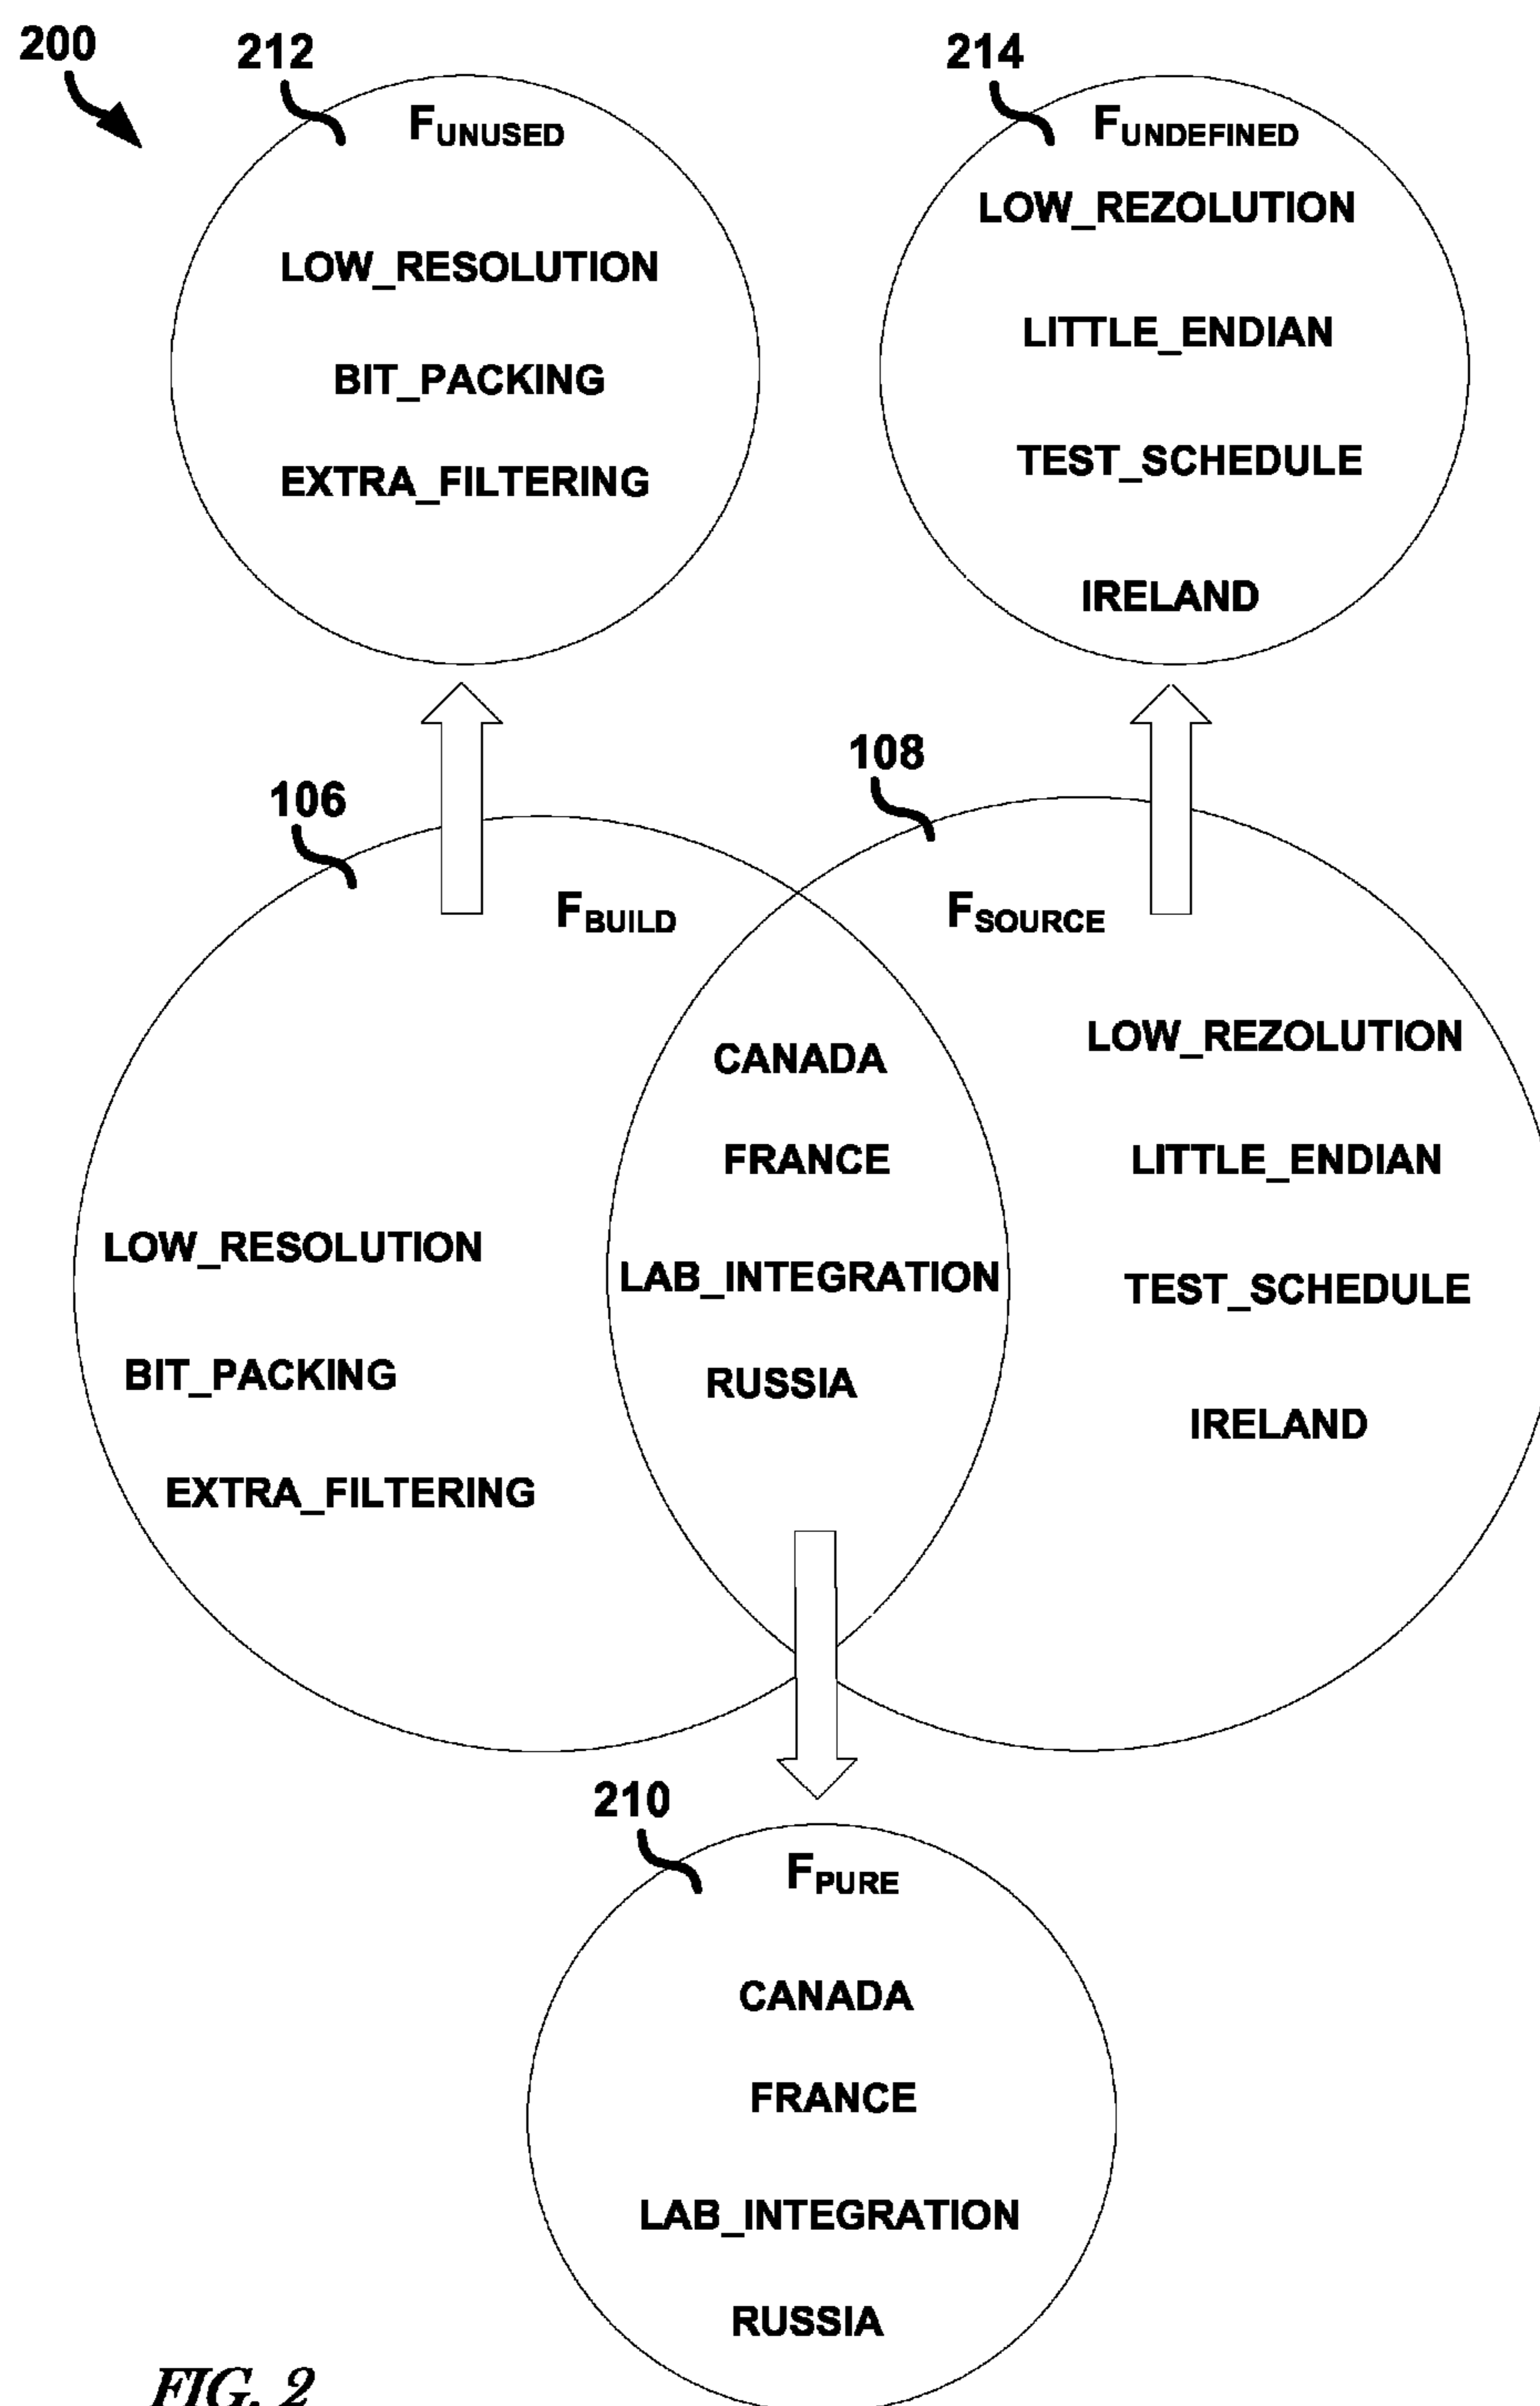 200
212
214
FUNUSED
LOW_RESOLUTION
BIT_PACKING
EXTRA_FILTERING
FUNDEFINED
LOW_REZOLUTION
LITTLE_ENDIAN
TEST_SCHEDULE
IRELAND
106
108
FBUILD
FSOURCE
LOW_RESOLUTION
BIT_PACKING
EXTRA_FILTERING
CANADA
FRANCE
LAB_INTEGRATION
RUSSIA
LOW_REZOLUTION
LITTLE_ENDIAN
TEST_SCHEDULE
IRELAND
210
FPURE
CANADA
FRANCE
LAB_INTEGRATION
RUSSIA
FIG. 2